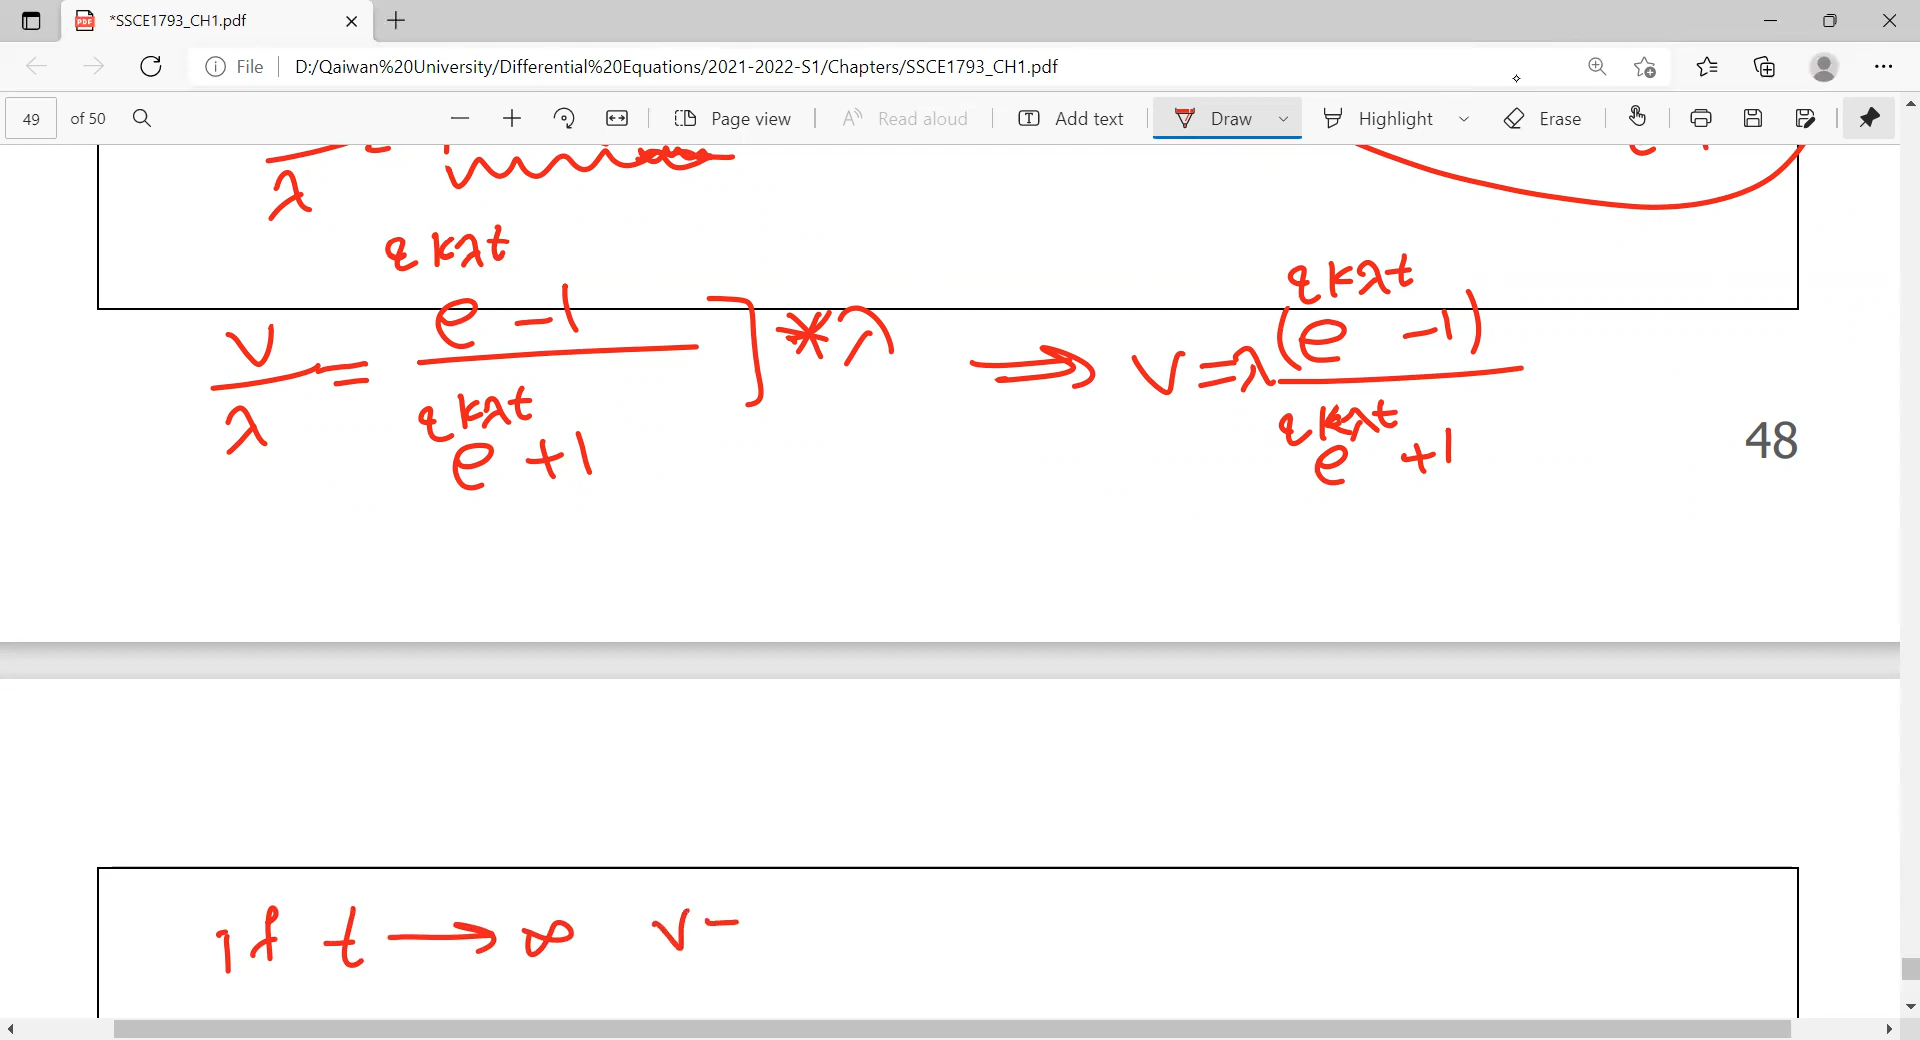 *SSCE1793_CH1.pdf
File D:/Qaiwan%20University/Differential%20Equations/2021-2022-S1/Chapters/SSCE1793_CH1.pdf
49 of 50 Page view Read aloud Add text Draw Highlight Erase
λ
V/λ = (e^{2kλt} - 1)/(e^{2kλt} + 1) ] * λ ⟹ V = λ (e^{2kλt} - 1)/(e^{2kλt} + 1)
48
if t → ∞ V -